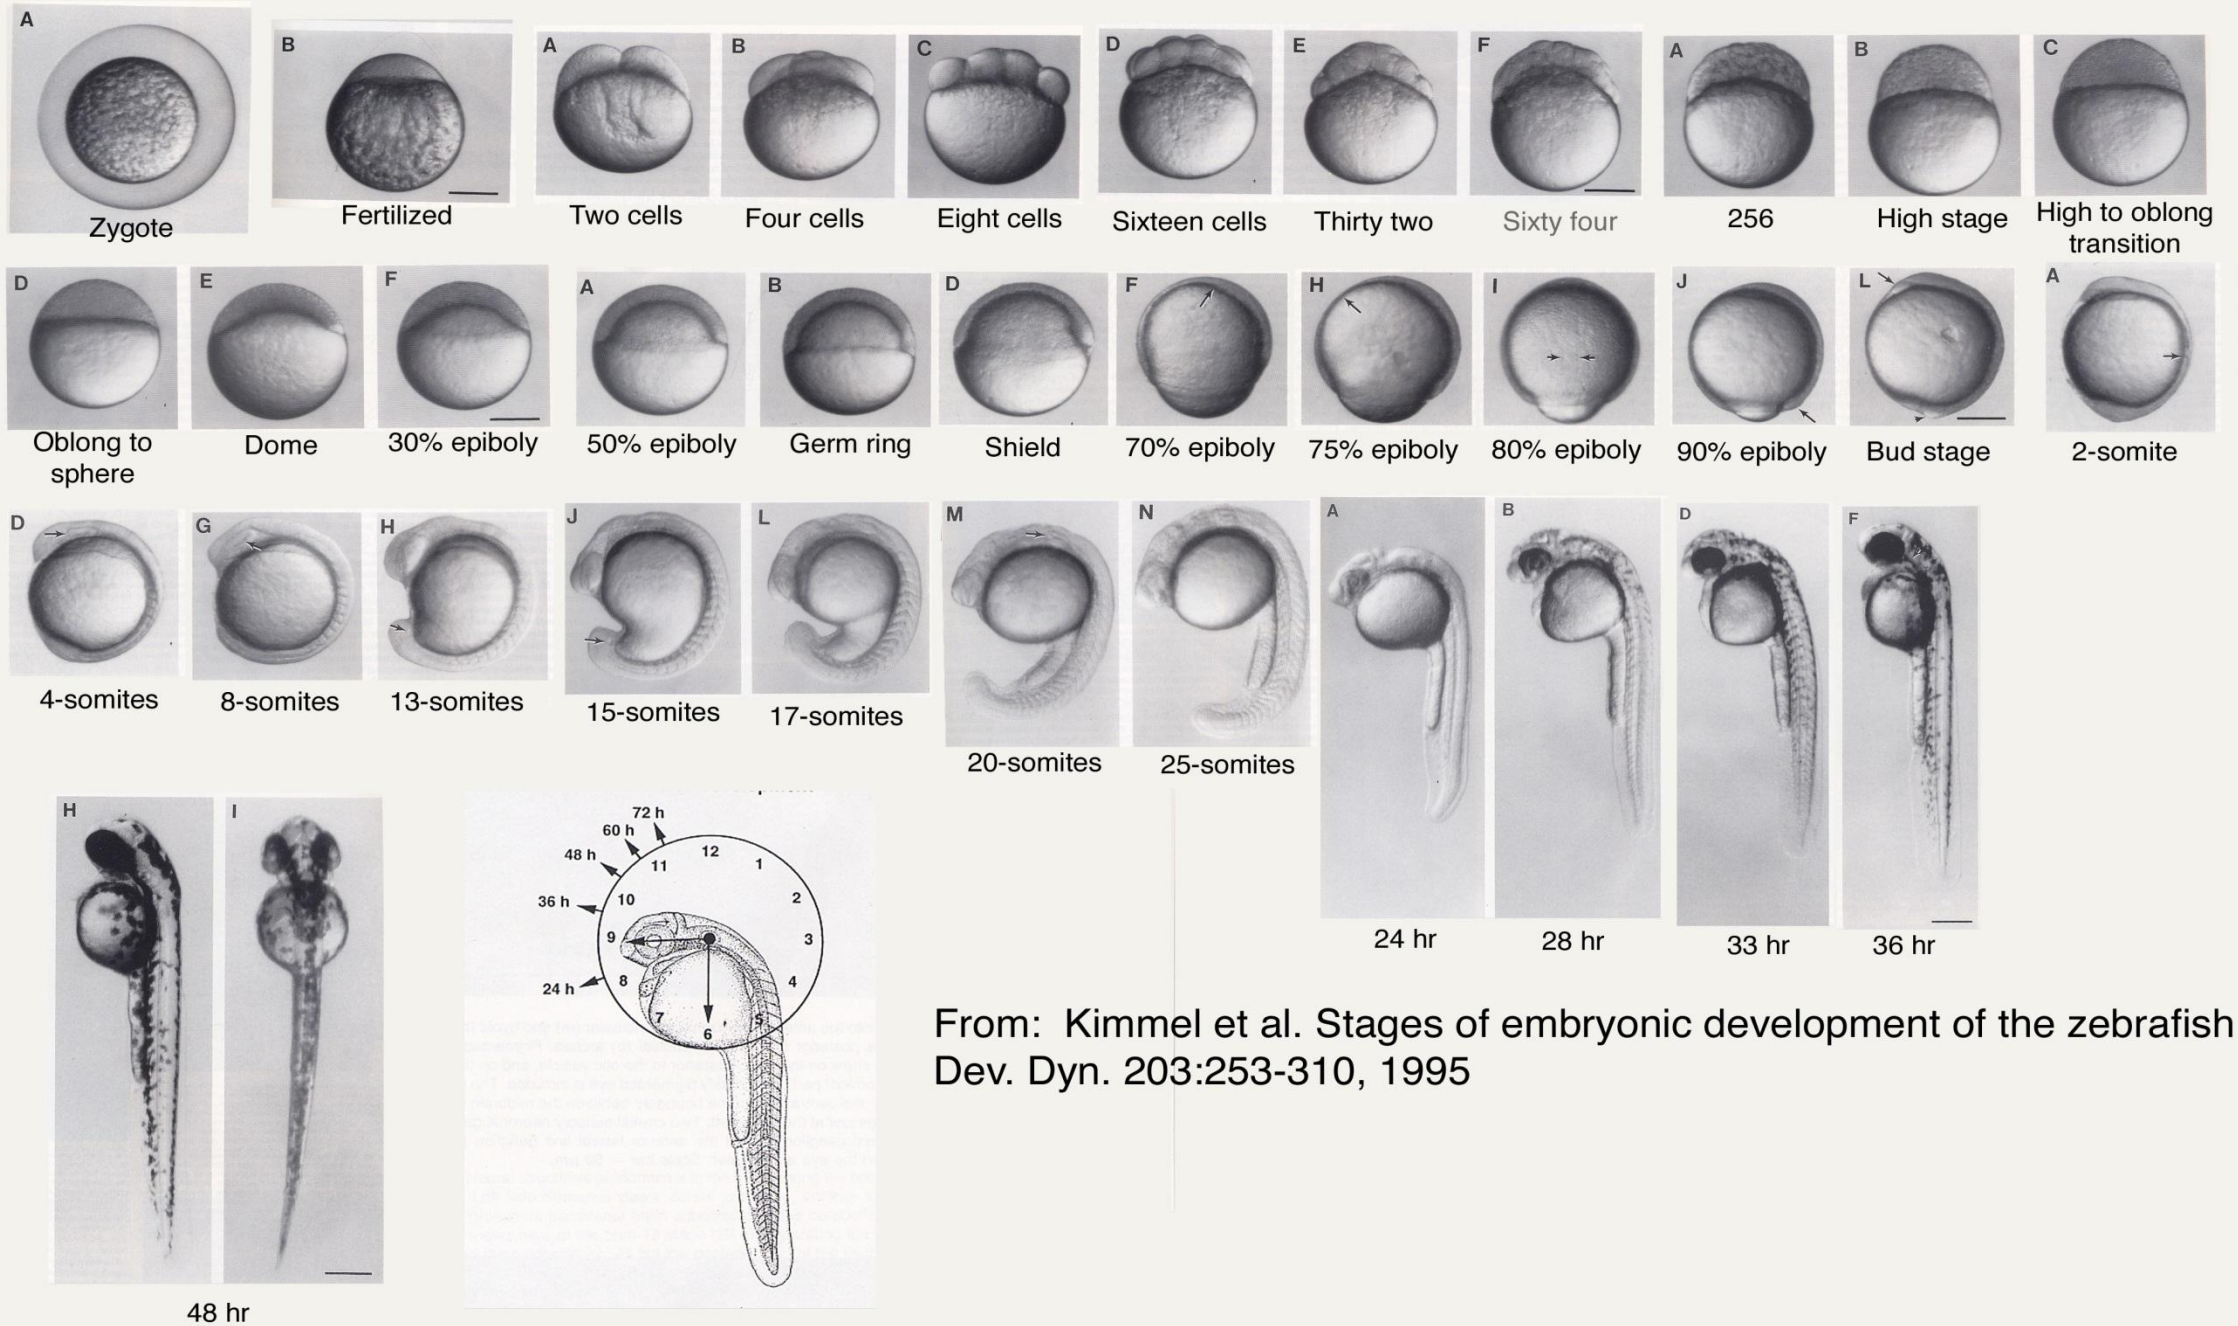 A
B
A
B
C
D
E
F
A
B
C
Zygote
Fertilized
Two cells
Four cells
Eight cells
Sixteen cells
Thirty two
Sixty four
256
High stage
High to oblong
transition
D
E
F
A
B
D
F
H
I
J
L
A
Oblong to
sphere
Dome
30% epiboly
50% epiboly
Germ ring
Shield
70% epiboly
75% epiboly
80% epiboly
90% epiboly
Bud stage
2-somite
D
G
H
J
L
M
N
A
B
D
F
4-somites
8-somites
13-somites
15-somites
17-somites
20-somites
25-somites
24 hr
28 hr
33 hr
36 hr
H
I
48 hr
72 h
60 h
48 h
36 h
24 h
12
1
2
3
4
5
6
7
8
9
10
11
From: Kimmel et al. Stages of embryonic development of the zebrafish
Dev. Dyn. 203:253-310, 1995